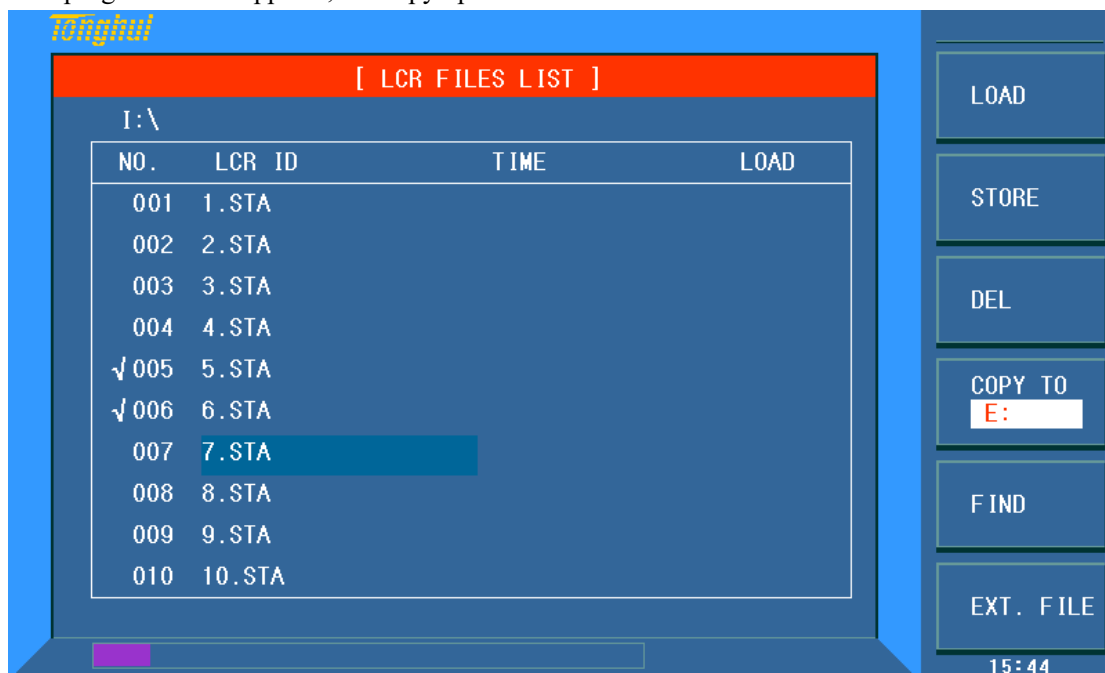 Tonghui
[ LCR FILES LIST ]
I:\
NO. LCR ID TIME LOAD
001 1.STA
002 2.STA
003 3.STA
004 4.STA
√ 005 5.STA
√ 006 6.STA
007 7.STA
008 8.STA
009 9.STA
010 10.STA
LOAD
STORE
DEL
COPY TO
E:
FIND
EXT. FILE
15:44